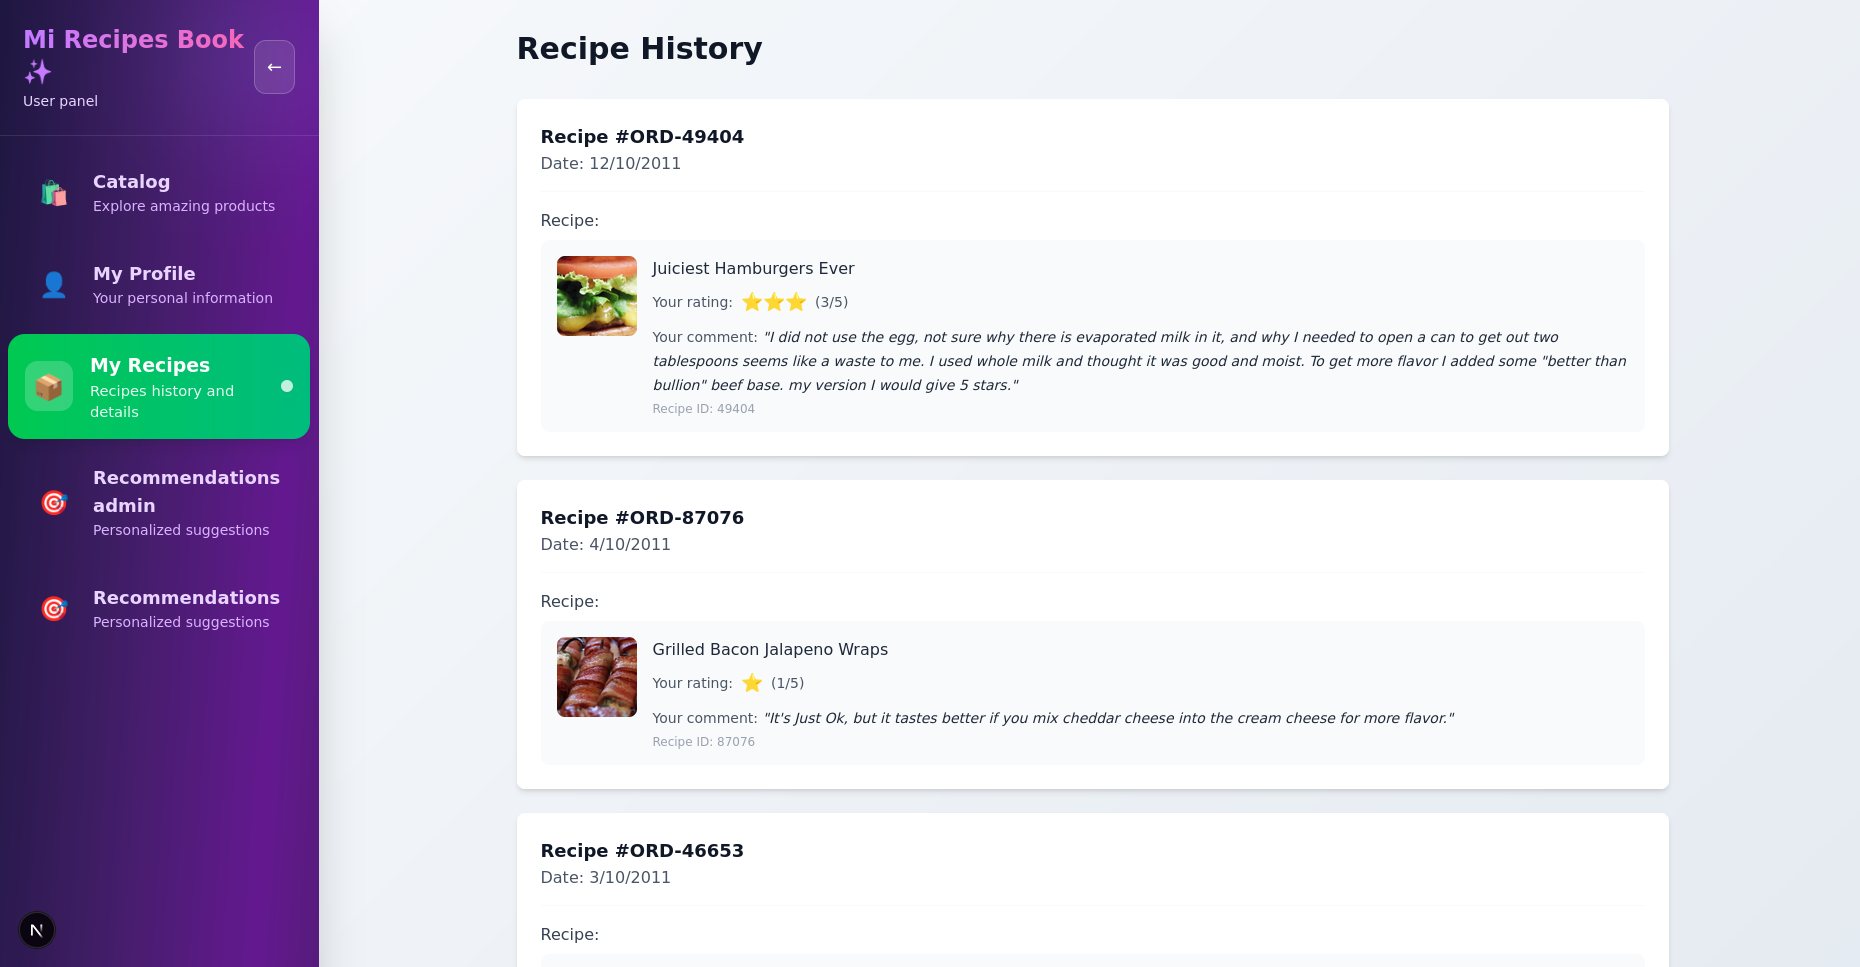 Mi Recipes Book
✨
User panel
←
Catalog
Explore amazing products
My Profile
Your personal information
My Recipes
Recipes history and
details
Recommendations
admin
Personalized suggestions
Recommendations
Personalized suggestions
N
Recipe History
Recipe #ORD-49404
Date: 12/10/2011
Recipe:
Juiciest Hamburgers Ever
Your rating: ⭐⭐⭐ (3/5)
Your comment: "I did not use the egg, not sure why there is evaporated milk in it, and why I needed to open a can to get out two
tablespoons seems like a waste to me. I used whole milk and thought it was good and moist. To get more flavor I added some "better than
bullion" beef base. my version I would give 5 stars."
Recipe ID: 49404
Recipe #ORD-87076
Date: 4/10/2011
Recipe:
Grilled Bacon Jalapeno Wraps
Your rating: ⭐ (1/5)
Your comment: "It's Just Ok, but it tastes better if you mix cheddar cheese into the cream cheese for more flavor."
Recipe ID: 87076
Recipe #ORD-46653
Date: 3/10/2011
Recipe: